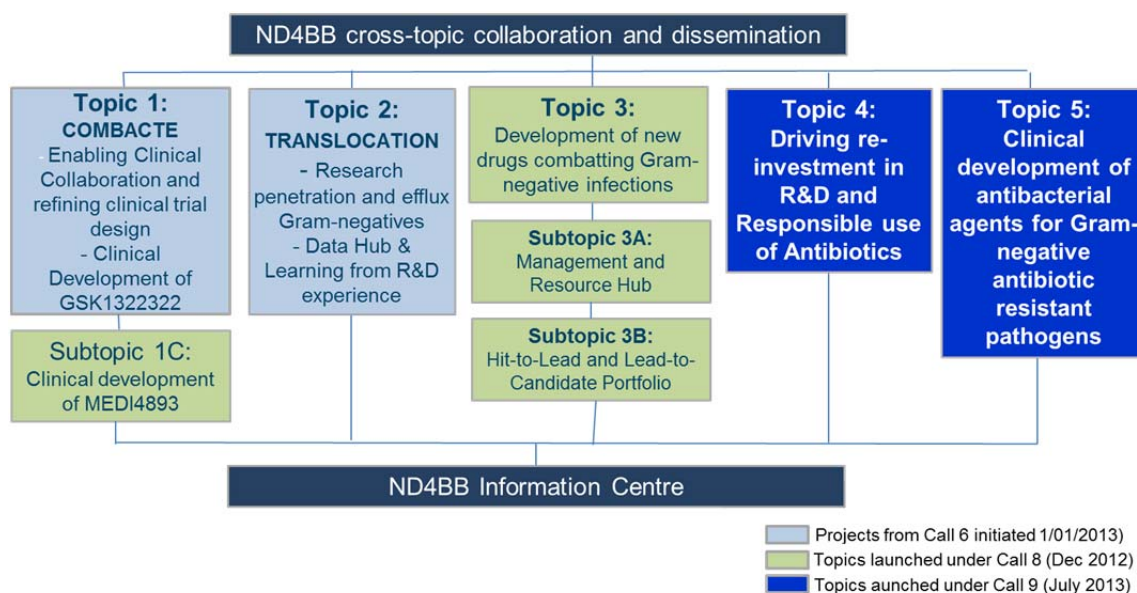 ND4BB cross-topic collaboration and dissemination
Topic 1:
COMBACTE
- Enabling Clinical
Collaboration and
refining clinical trial
design
- Clinical
Development of
GSK1322322
Subtopic 1C:
Clinical development
of MEDI4893
Topic 2:
TRANSLOCATION
- Research
penetration and efflux
Gram-negatives
- Data Hub &
Learning from R&D
experience
Topic 3:
Development of new
drugs combatting Gram-
negative infections
Subtopic 3A:
Management and
Resource Hub
Subtopic 3B:
Hit-to-Lead and Lead-to-
Candidate Portfolio
Topic 4:
Driving re-
investment in
R&D and
Responsible use
of Antibiotics
Topic 5:
Clinical
development of
antibacterial
agents for Gram-
negative
antibiotic
resistant
pathogens
ND4BB Information Centre
Projects from Call 6 initiated 1/01/2013)
Topics launched under Call 8 (Dec 2012)
Topics aunched under Call 9 (July 2013)